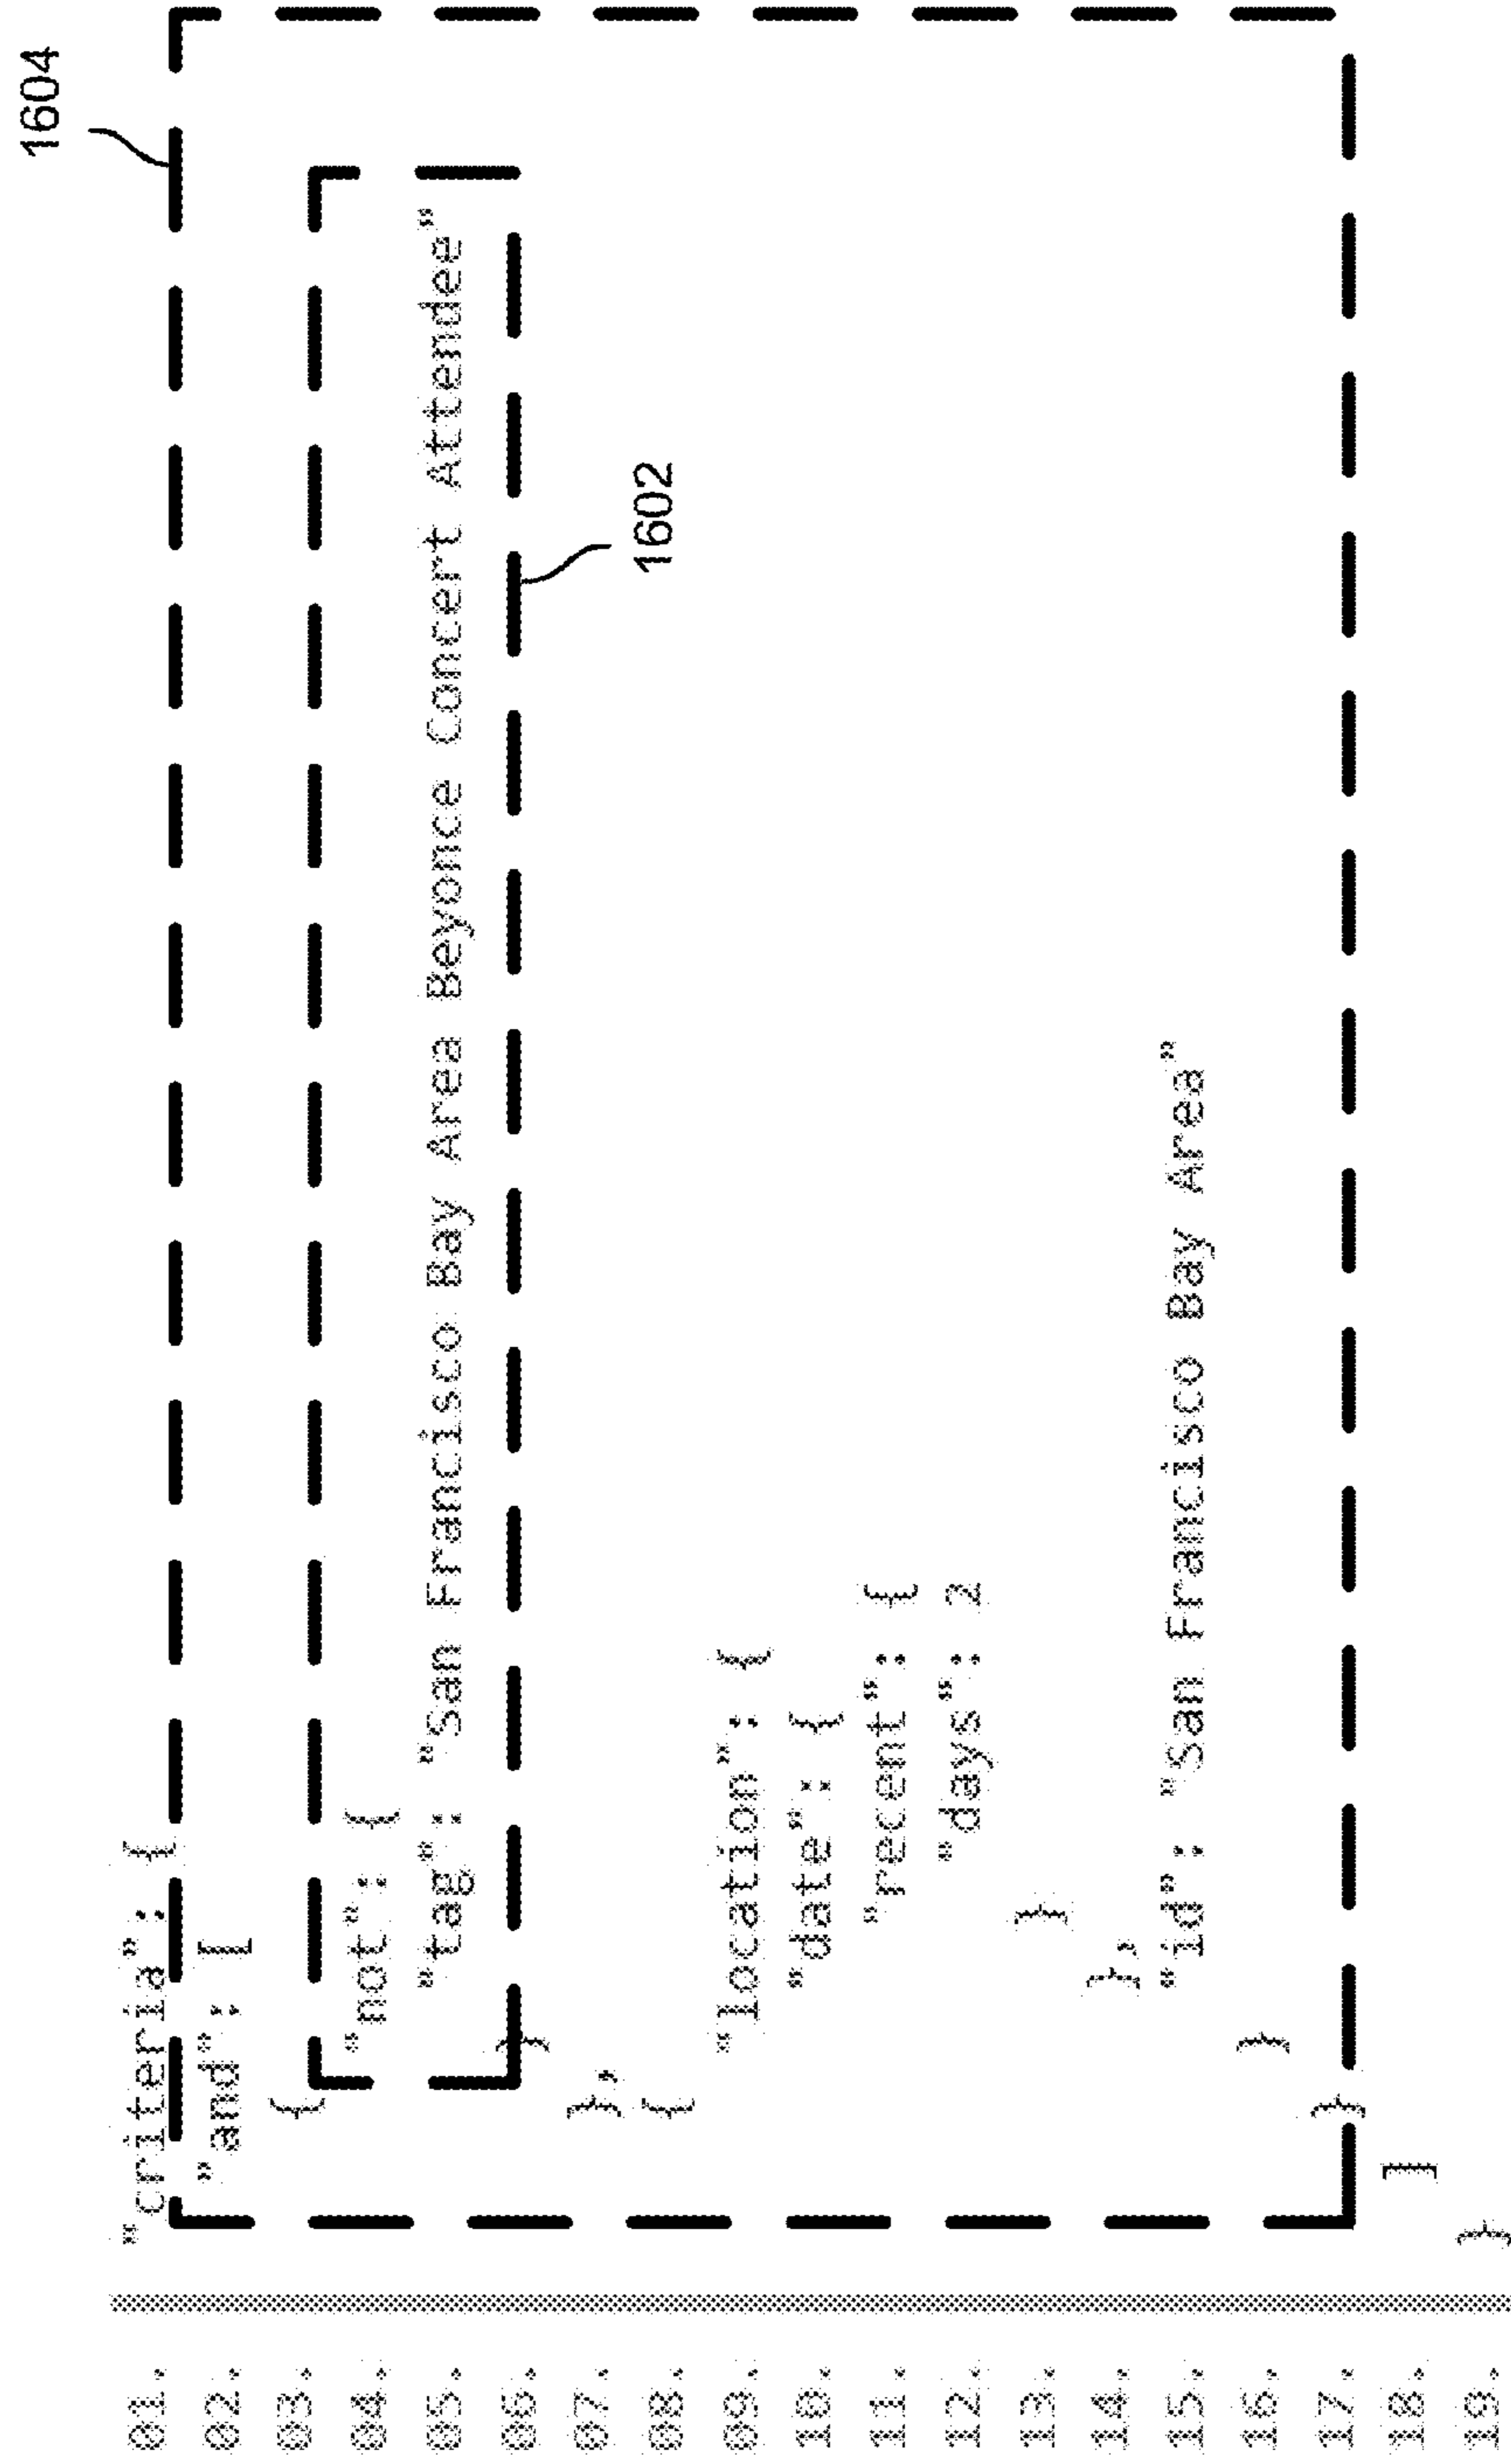 1604
01. "criteria": {
02. "and": [
03. {
04. "not": {
05. "tag": "San Francisco Bay Area Beyonce Concert Attendee"
06. }
1602
07. },
08. {
09. "location": {
10. "date": {
11. "recent": {
12. "days": 2
13. }
14. },
15. "id": "San Francisco Bay Area"
16. }
17. }
18. ]
19. }